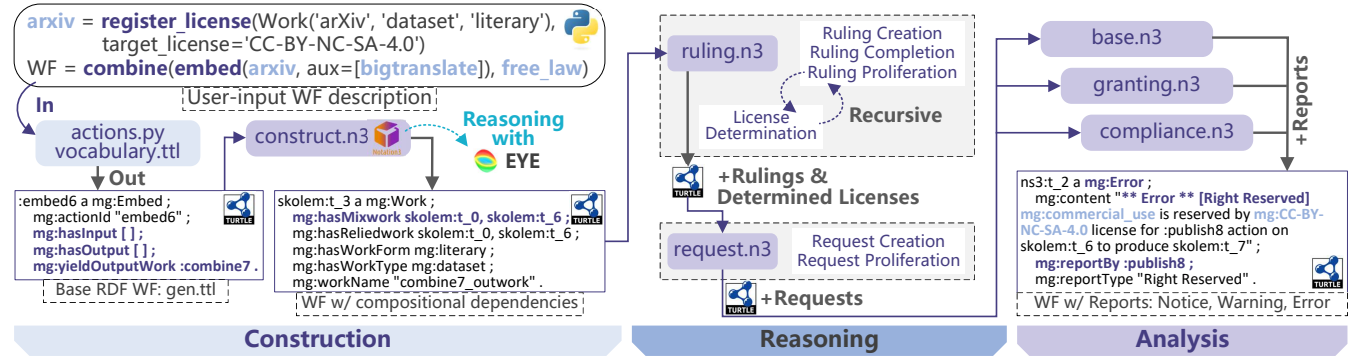 arxiv = register_license(Work('arXiv', 'dataset', 'literary'),
target_license='CC-BY-NC-SA-4.0')
WF = combine(embed(arxiv, aux=[bigtranslate]), free_law)
User-input WF description
In
actions.py
vocabulary.ttl
Out
:embed6 a mg:Embed ;
mg:actionId "embed6" ;
mg:hasInput [ ] ;
mg:hasOutput [ ] ;
mg:yieldOutputWork :combine7 .
TURTLE
Base RDF WF: gen.ttl
construct.n3
Notation3
Reasoning
with
EYE
skolem:t_3 a mg:Work ;
mg:hasMixwork skolem:t_0, skolem:t_6 ;
mg:hasReliedwork skolem:t_0, skolem:t_6 ;
mg:hasWorkForm mg:literary ;
mg:hasWorkType mg:dataset ;
mg:workName "combine7_outwork" .
TURTLE
WF w/ compositional dependencies
Construction
ruling.n3
Ruling Creation
Ruling Completion
Ruling Proliferation
License
Determination
Recursive
TURTLE
+Rulings &
Determined Licenses
request.n3
Request Creation
Request Proliferation
TURTLE
+Requests
Reasoning
base.n3
granting.n3
compliance.n3
+Reports
ns3:t_2 a mg:Error ;
mg:content "** Error ** [Right Reserved]
mg:commercial_use is reserved by mg:CC-BY-
NC-SA-4.0 license for :publish8 action on
skolem:t_6 to produce skolem:t_7" ;
mg:reportBy :publish8 ;
mg:reportType "Right Reserved" .
TURTLE
WF w/ Reports: Notice, Warning, Error
Analysis